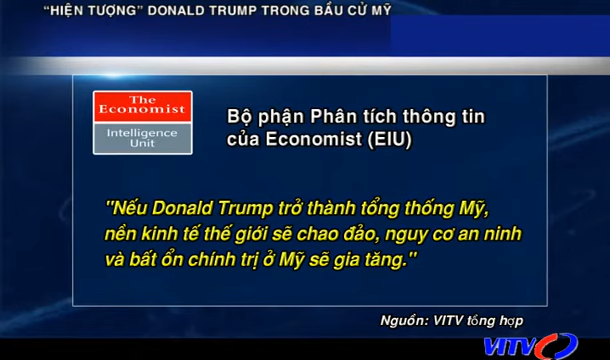 “HIỆN TƯỢNG” DONALD TRUMP TRONG BẦU CỬ MỸ
The
Economist
Intelligence
Unit
Bộ phận Phân tích thông tin
của Economist (EIU)
"Nếu Donald Trump trở thành tổng thống Mỹ,
nền kinh tế thế giới sẽ chao đảo, nguy cơ an ninh
và bất ổn chính trị ở Mỹ sẽ gia tăng."
Nguồn: VITV tổng hợp
VITV